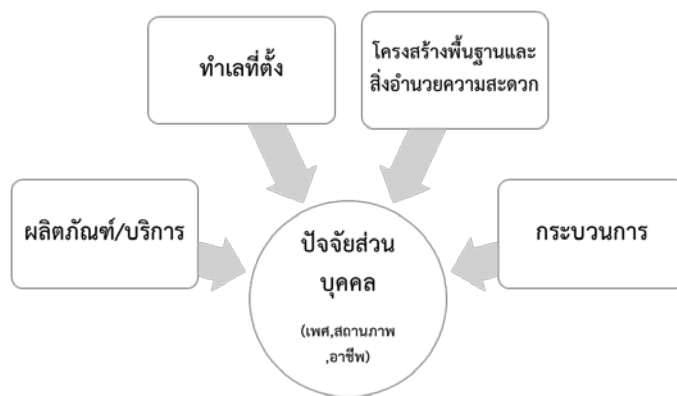 ทำเลที่ตั้ง
โครงสร้างพื้นฐานและ
สิ่งอำนวยความสะดวก
ผลิตภัณฑ์/บริการ
ปัจจัยส่วน
บุคคล
(เพศ,สถานภาพ
,อาชีพ)
กระบวนการ